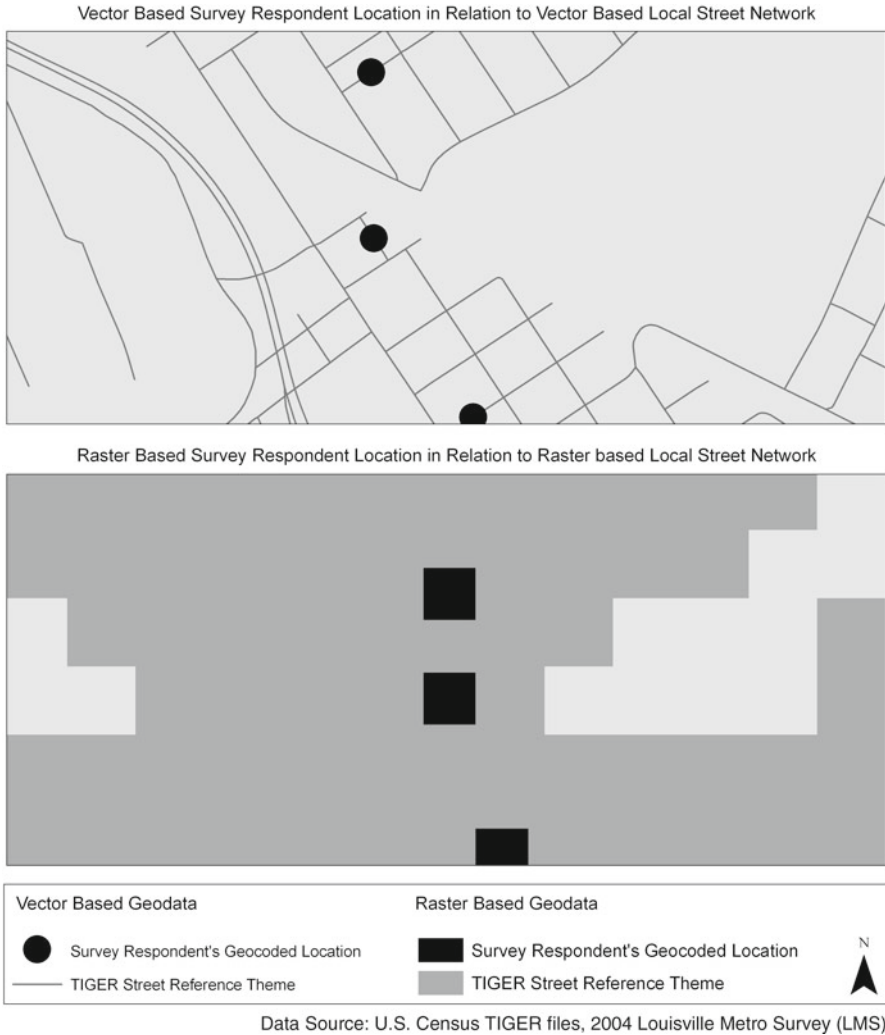 Vector Based Survey Respondent Location in Relation to Vector Based Local Street Network
Raster Based Survey Respondent Location in Relation to Raster based Local Street Network
Vector Based Geodata
Survey Respondent's Geocoded Location
TIGER Street Reference Theme
Raster Based Geodata
Survey Respondent's Geocoded Location
TIGER Street Reference Theme
N
Data Source: U.S. Census TIGER files, 2004 Louisville Metro Survey (LMS)